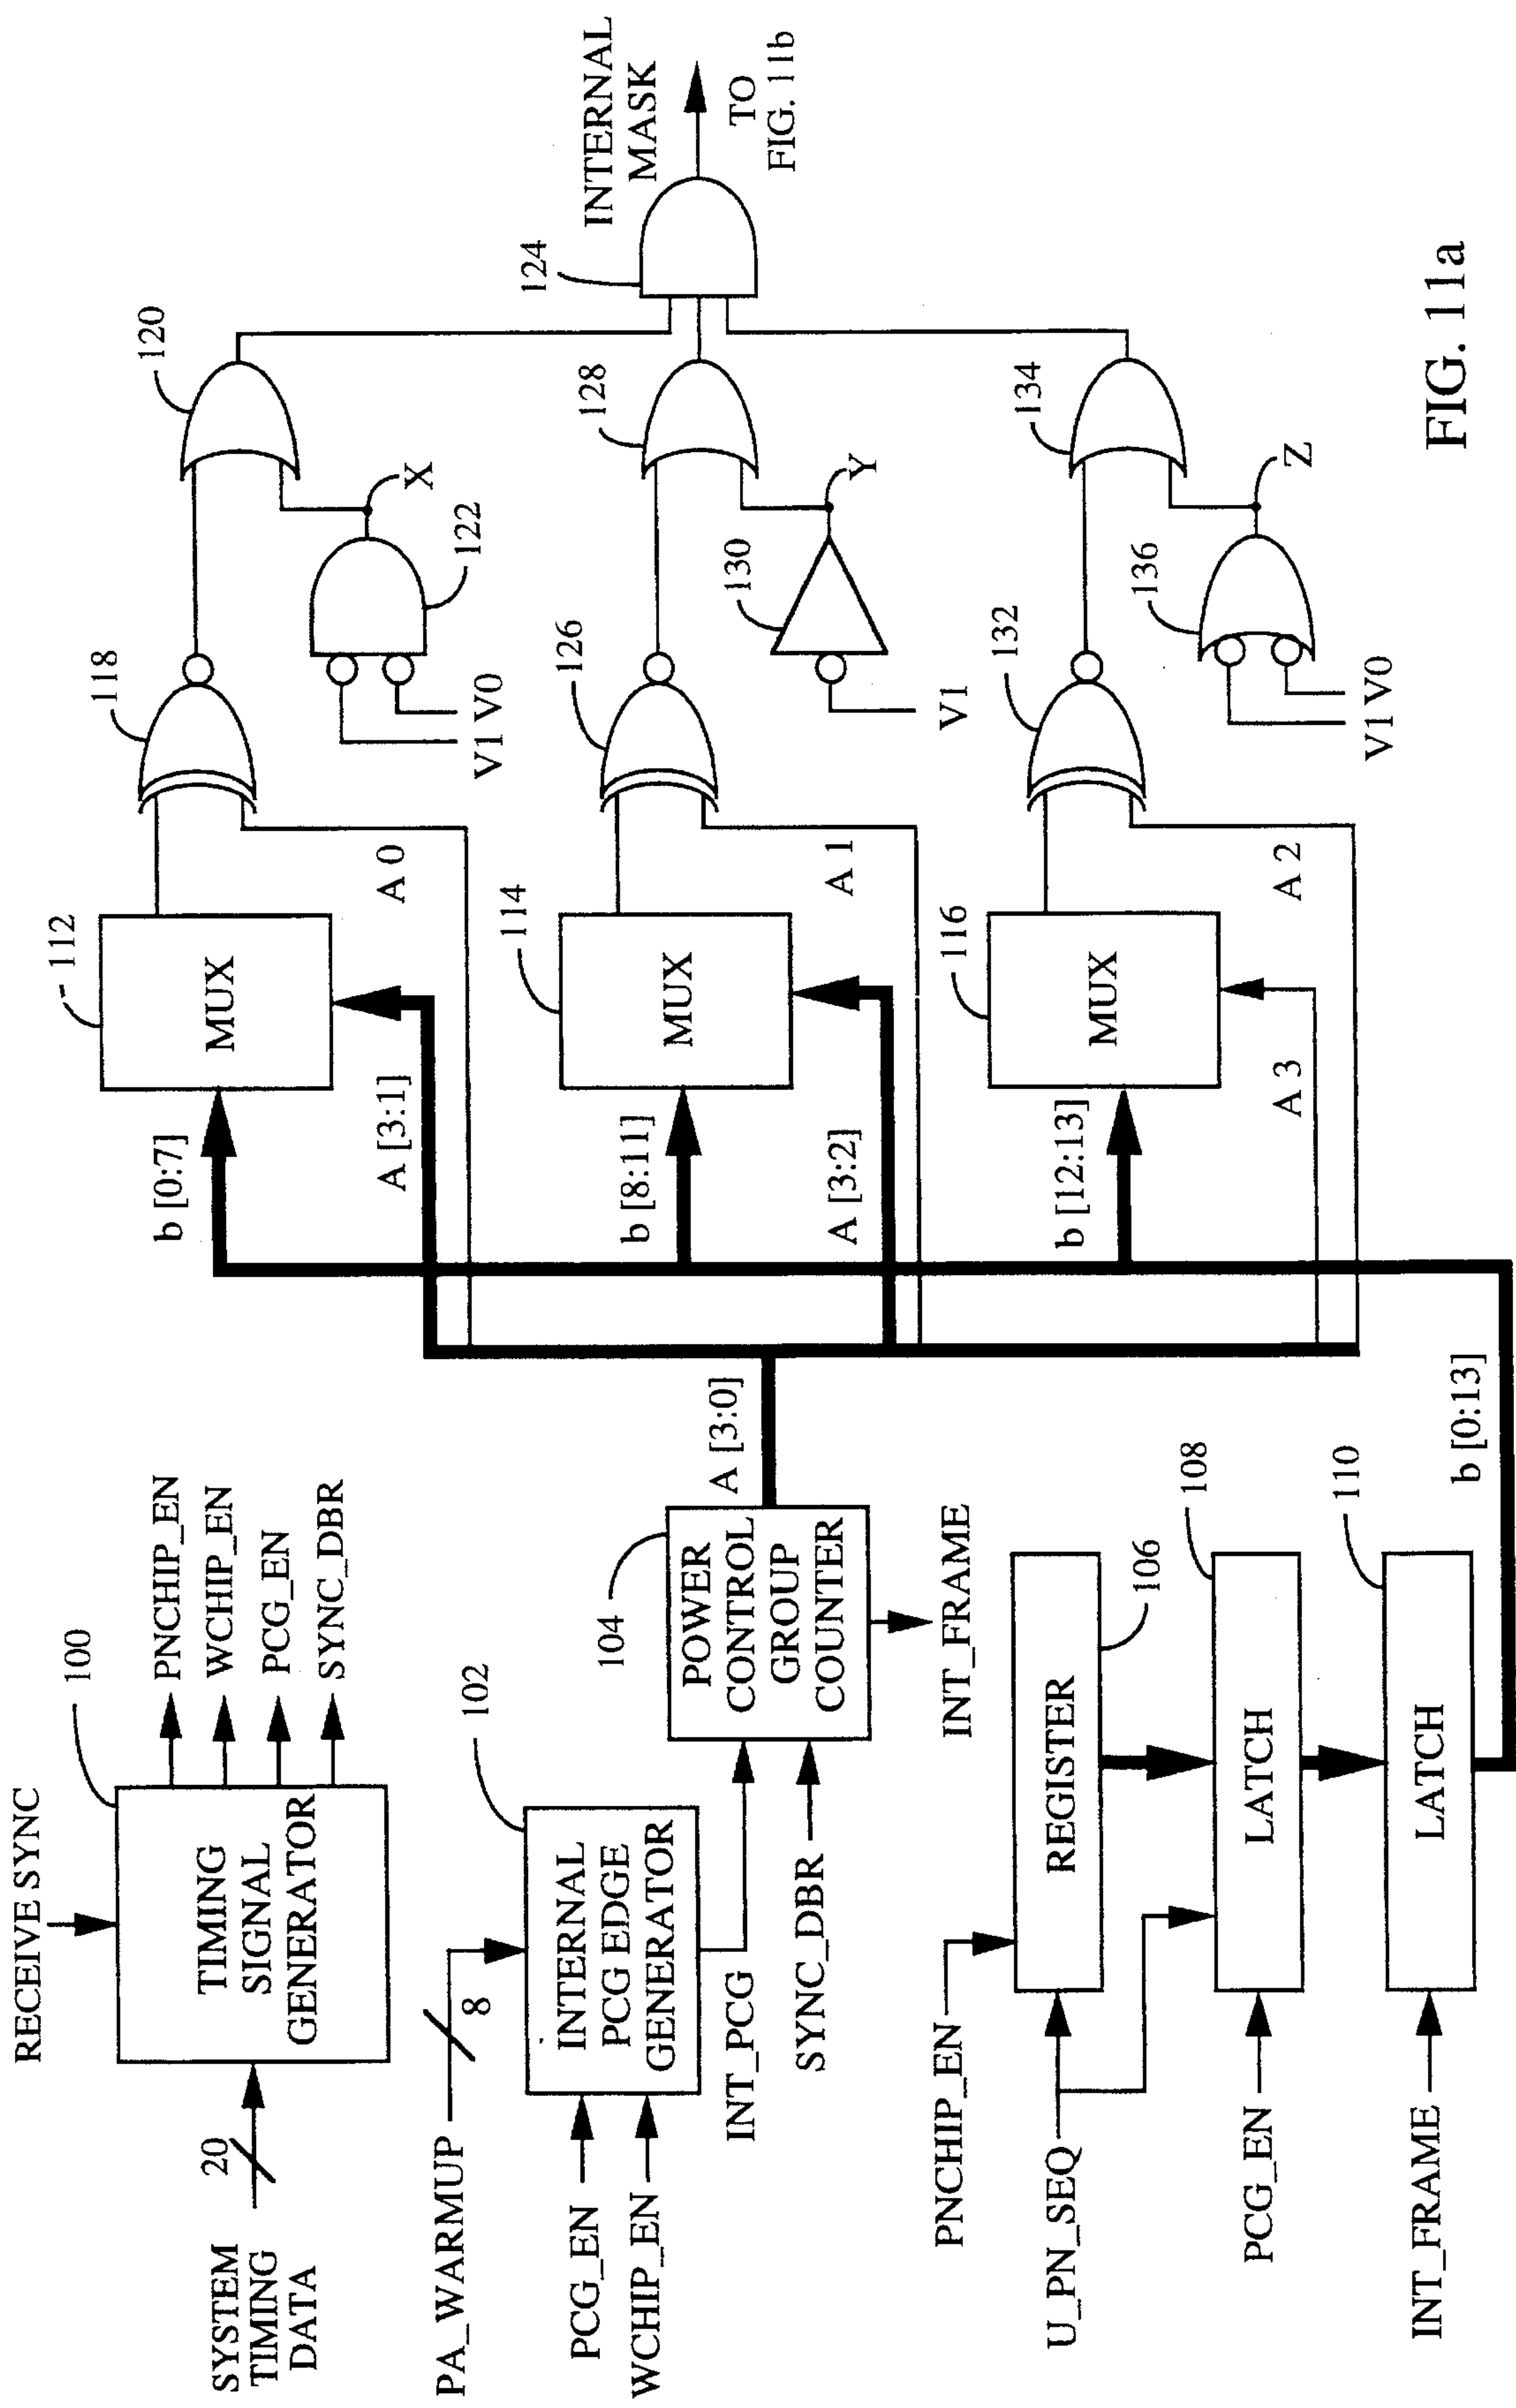 RECEIVE SYNC
100
SYSTEM
TIMING
DATA
20
TIMING
SIGNAL
GENERATOR
PNCHIP_EN
WCHIP_EN
PCG_EN
SYNC_DBR
PA_WARMUP
8
102
PCG_EN
WCHIP_EN
INTERNAL
PCG EDGE
GENERATOR
INT_PCG
SYNC_DBR
104
POWER
CONTROL
GROUP
COUNTER
A [3:0]
INT_FRAME
PNCHIP_EN
U_PN_SEQ
REGISTER
106
PCG_EN
LATCH
108
INT_FRAME
LATCH
110
b [0:13]
b [0:7]
A [3:1]
112
MUX
A 0
118
V1 V0
122
X
120
b [8:11]
A [3:2]
114
MUX
A 1
126
V1
130
Y
128
b [12:13]
A 3
116
MUX
A 2
132
V1 V0
136
Z
134
124
INTERNAL
MASK
TO
FIG. 11b
FIG. 11a